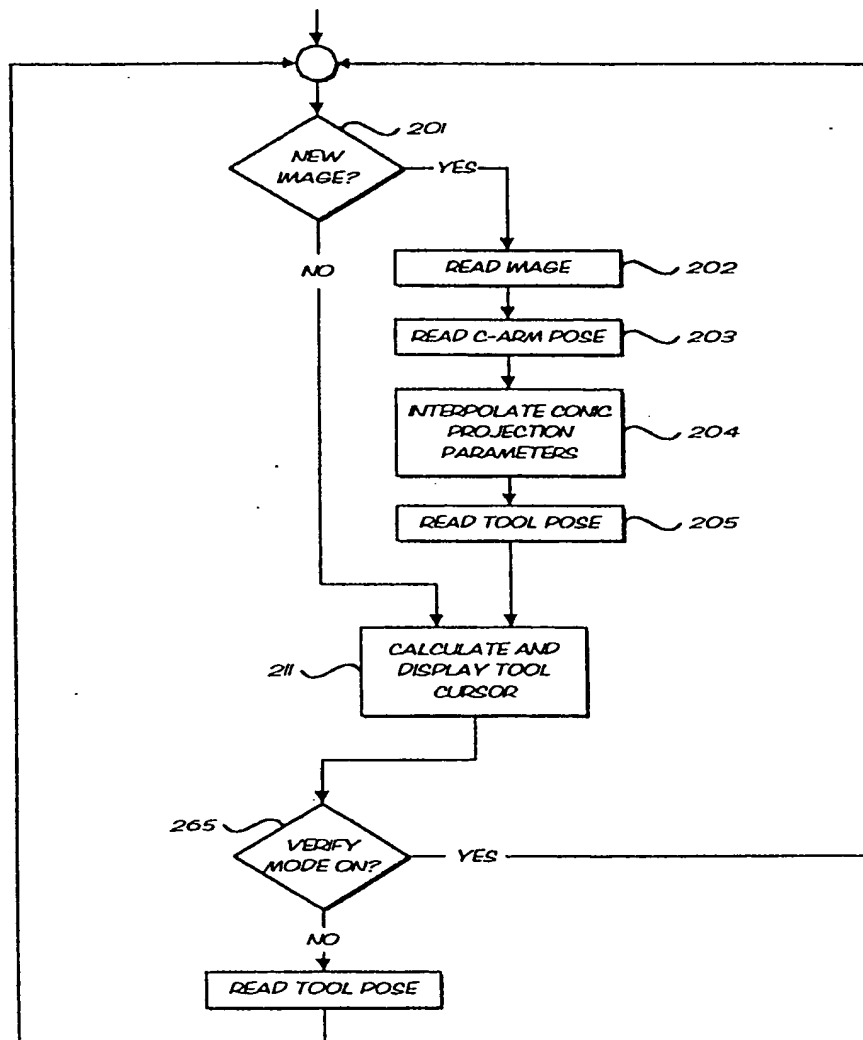 201
NEW
IMAGE?
YES
NO
READ IMAGE
202
READ C-ARM POSE
203
INTERPOLATE CONIC
PROJECTION
PARAMETERS
204
READ TOOL POSE
205
CALCULATE AND
DISPLAY TOOL
CURSOR
211
265
VERIFY
MODE ON?
YES
NO
READ TOOL POSE